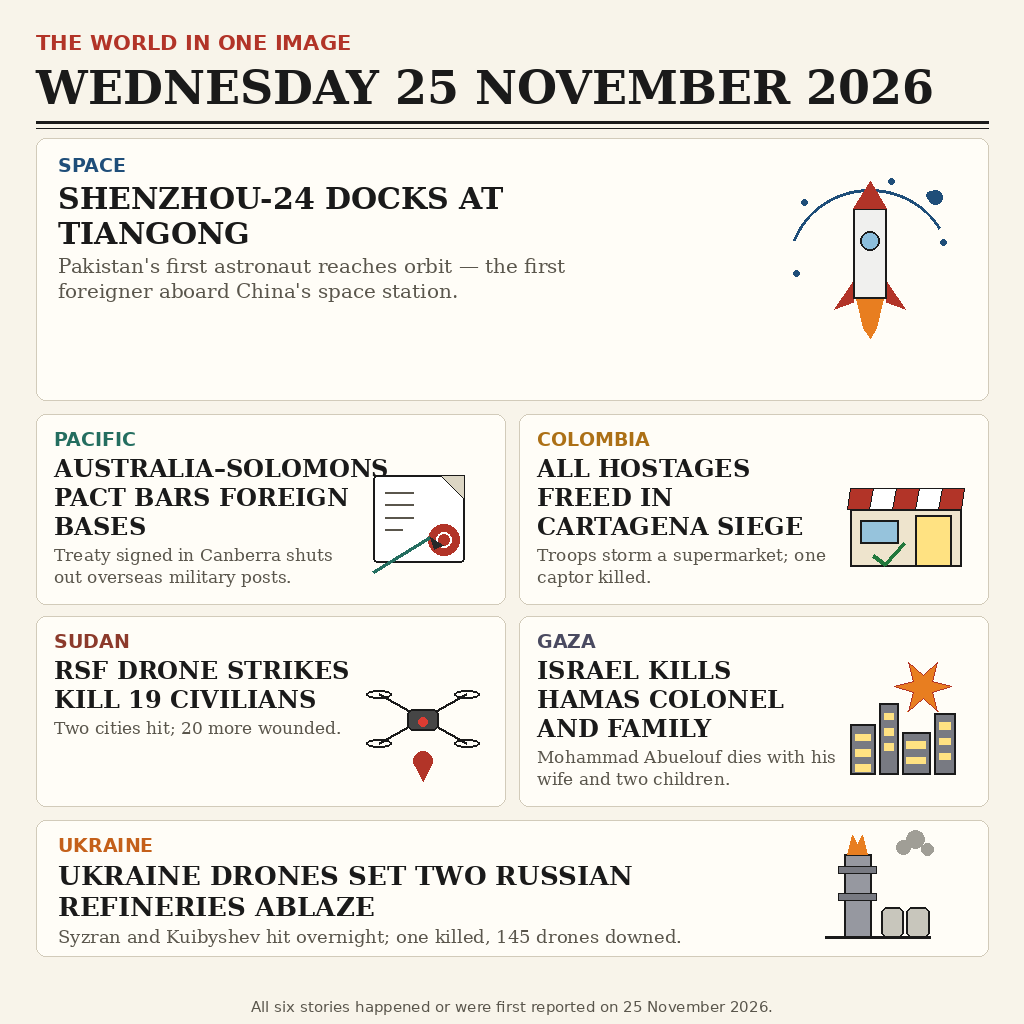 THE WORLD IN ONE IMAGE
WEDNESDAY 25 NOVEMBER 2026
SPACE
SHENZHOU-24 DOCKS AT
TIANGONG
Pakistan's first astronaut reaches orbit — the first
foreigner aboard China's space station.
PACIFIC
AUSTRALIA–SOLOMONS
PACT BARS FOREIGN
BASES
Treaty signed in Canberra shuts
out overseas military posts.
COLOMBIA
ALL HOSTAGES
FREED IN
CARTAGENA SIEGE
Troops storm a supermarket; one
captor killed.
SUDAN
RSF DRONE STRIKES
KILL 19 CIVILIANS
Two cities hit; 20 more wounded.
GAZA
ISRAEL KILLS
HAMAS COLONEL
AND FAMILY
Mohammad Abuelouf dies with his
wife and two children.
UKRAINE
UKRAINE DRONES SET TWO RUSSIAN
REFINERIES ABLAZE
Syzran and Kuibyshev hit overnight; one killed, 145 drones downed.
All six stories happened or were first reported on 25 November 2026.